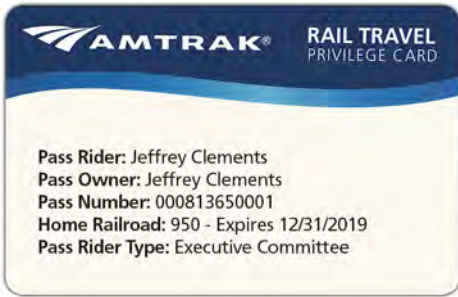 AMTRAK®
RAIL TRAVEL
PRIVILEGE CARD
Pass Rider: Jeffrey Clements
Pass Owner: Jeffrey Clements
Pass Number: 000813650001
Home Railroad: 950 - Expires 12/31/2019
Pass Rider Type: Executive Committee